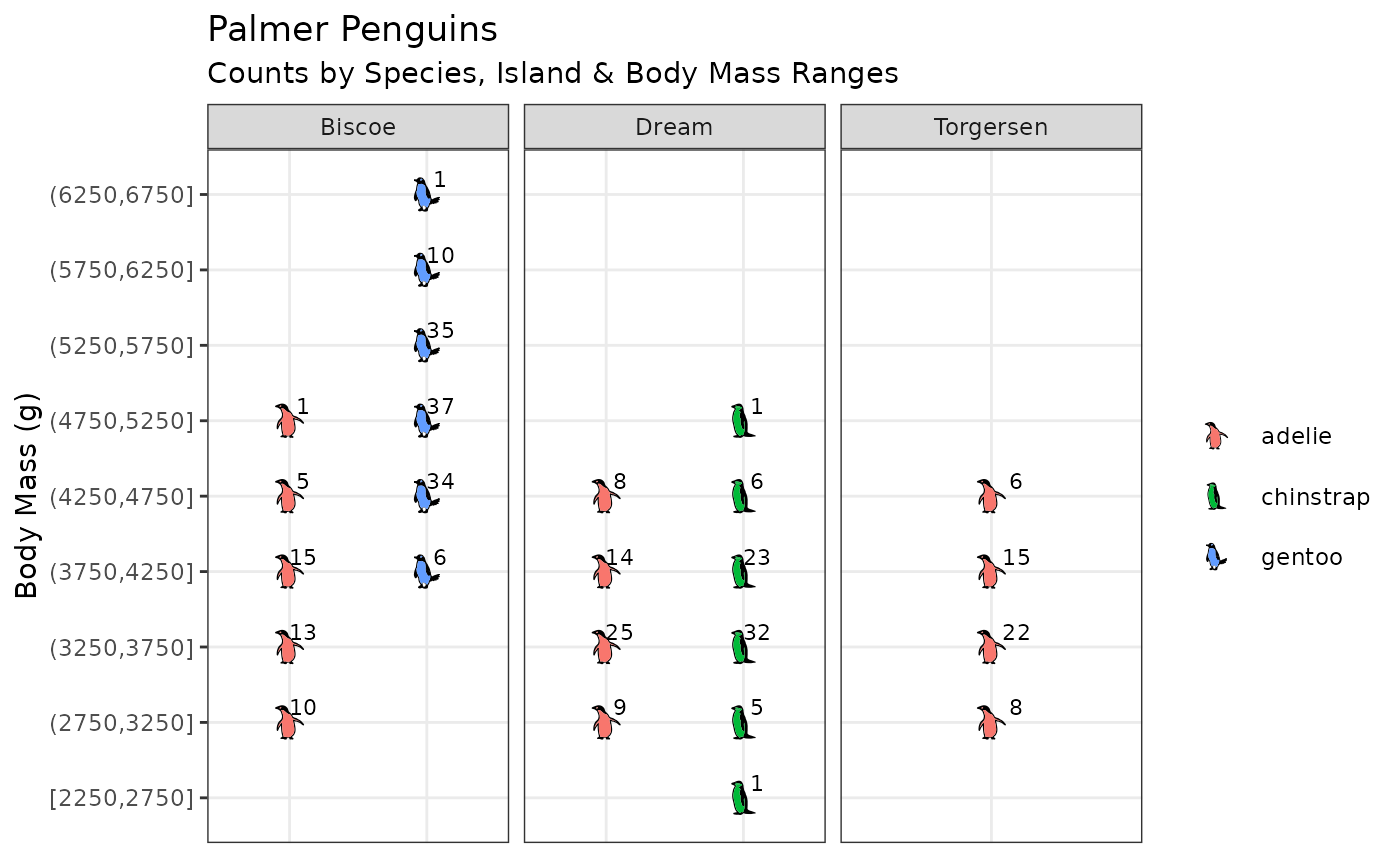 Palmer Penguins
Counts by Species, Island & Body Mass Ranges
Biscoe Dream Torgersen
Body Mass (g)
(6250,6750] 1
(5750,6250] 10
(5250,5750] 35
(4750,5250] 1 37 1
(4250,4750] 5 34 8 6 6
(3750,4250] 15 6 14 23 15
(3250,3750] 13 25 32 22
(2750,3250] 10 9 5 8
[2250,2750] 1
adelie
chinstrap
gentoo